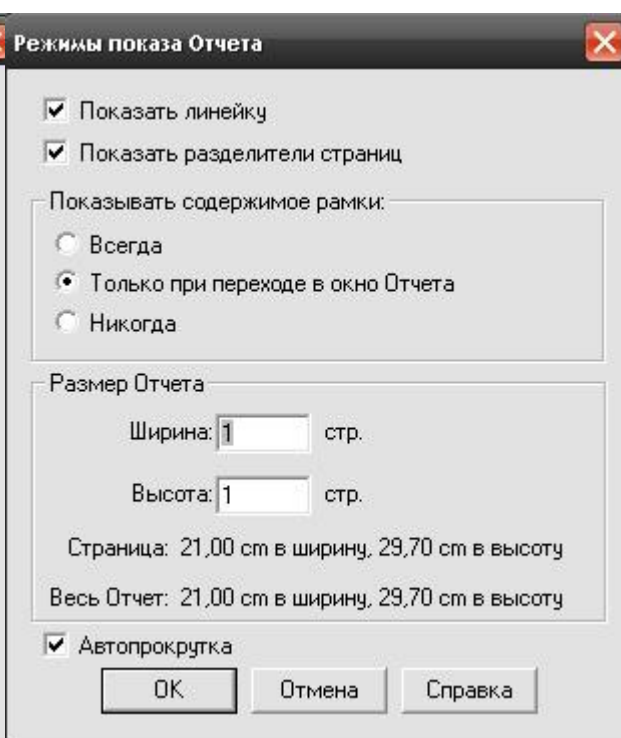 Режимы показа Отчета
Показать линейку
Показать разделители страниц
Показывать содержимое рамки:
Всегда
Только при переходе в окно Отчета
Никогда
Размер Отчета
Ширина: 1 стр.
Высота: 1 стр.
Страница: 21,00 cm в ширину, 29,70 cm в высоту
Весь Отчет: 21,00 cm в ширину, 29,70 cm в высоту
Автопрокрутка
OK Отмена Справка